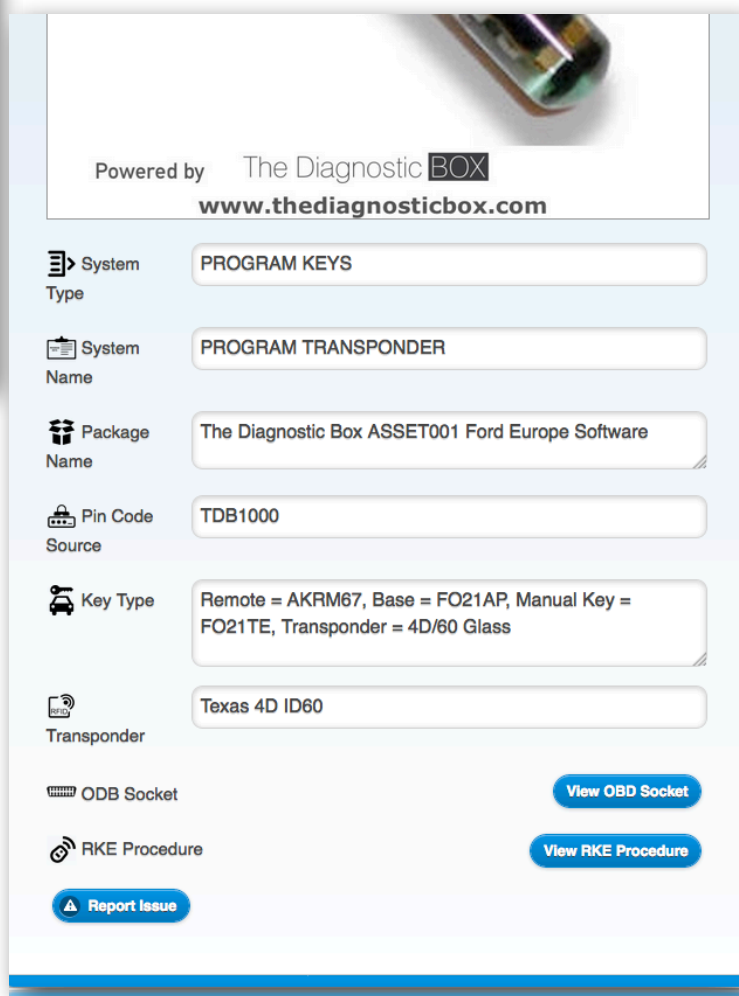 Powered by The Diagnostic BOX
www.thediagnosticbox.com
System Type
PROGRAM KEYS
System Name
PROGRAM TRANSPONDER
Package Name
The Diagnostic Box ASSET001 Ford Europe Software
Pin Code Source
TDB1000
Key Type
Remote = AKRM67, Base = FO21AP, Manual Key =
FO21TE, Transponder = 4D/60 Glass
RFID
Transponder
Texas 4D ID60
ODB Socket
View OBD Socket
RKE Procedure
View RKE Procedure
Report Issue